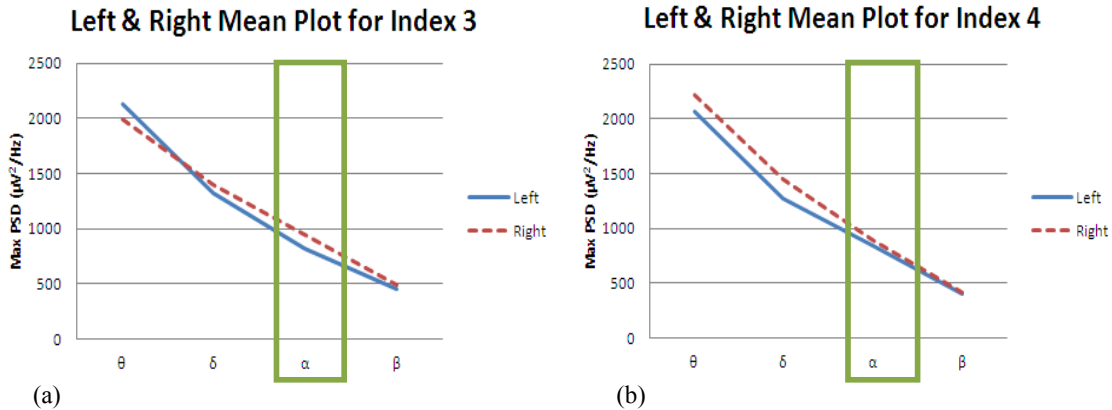 Left & Right Mean Plot for Index 3
2500
2000
1500
1000
500
0
Max PSD (µV²/Hz)
θ δ α β
Left
Right
(a)
Left & Right Mean Plot for Index 4
2500
2000
1500
1000
500
0
Max PSD (µV²/Hz)
θ δ α β
Left
Right
(b)